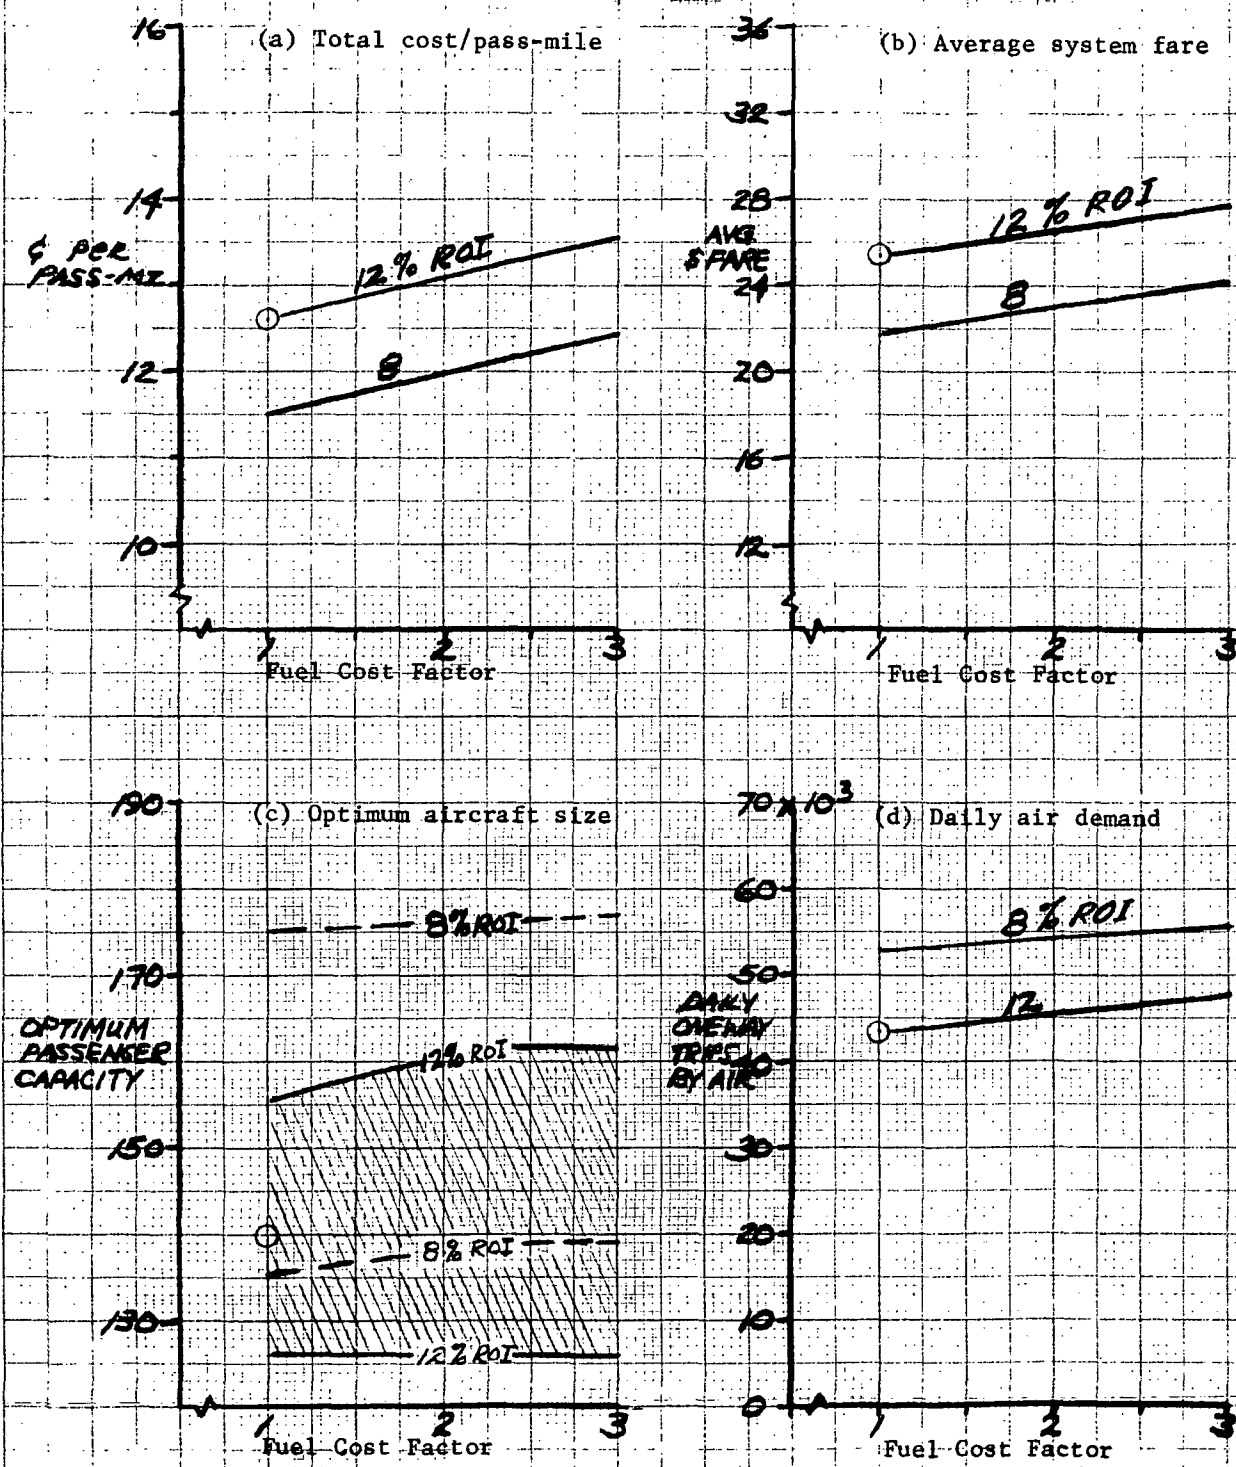 (a) Total cost/pass-mile
16
14
12
10
¢ PER
PASS-MI
12% ROI
8
1 2 3
Fuel Cost Factor
(b) Average system fare
36
32
28
24
20
16
12
AVG
$ FARE
12% ROI
8
1 2 3
Fuel Cost Factor
(c) Optimum aircraft size
190
170
150
130
OPTIMUM
PASSENGER
CAPACITY
8% ROI
12% ROI
8% ROI
12% ROI
1 2 3
Fuel Cost Factor
(d) Daily air demand
70 x 10³
60
50
40
30
20
10
0
DAILY
ONEWAY
TRIPS
BY AIR
8% ROI
12
1 2 3
Fuel Cost Factor